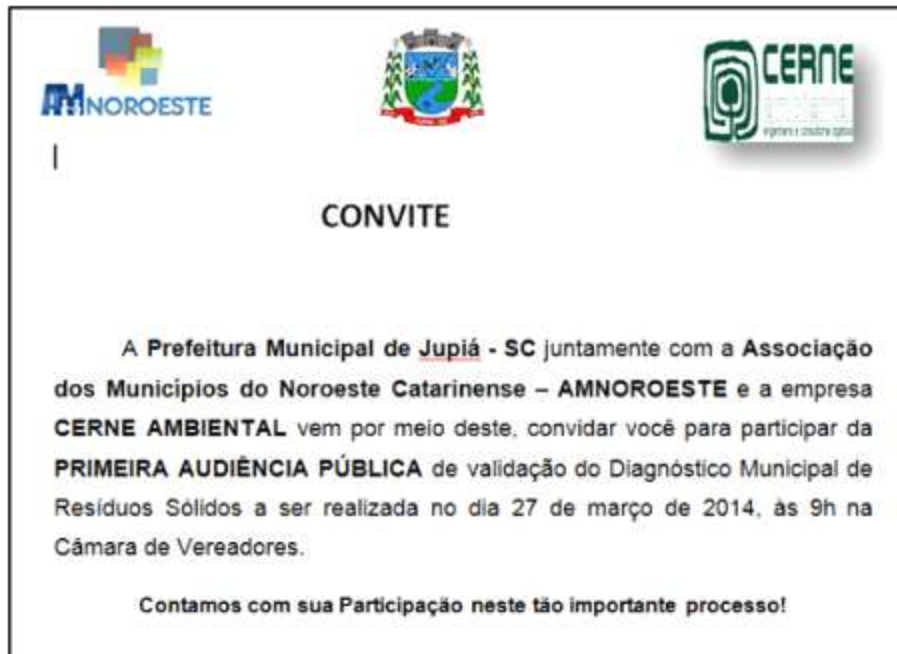 AMNOROESTE
CERNE
CONVITE
A Prefeitura Municipal de Jupiá - SC juntamente com a Associação
dos Municípios do Noroeste Catarinense – AMNOROESTE e a empresa
CERNE AMBIENTAL vem por meio deste, convidar você para participar da
PRIMEIRA AUDIÊNCIA PÚBLICA de validação do Diagnóstico Municipal de
Resíduos Sólidos a ser realizada no dia 27 de março de 2014, às 9h na
Câmara de Vereadores.
Contamos com sua Participação neste tão importante processo!